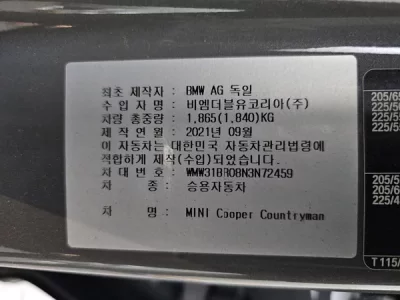 최초 제작자 : BMW AG 독일
수 입 자 명 : 비엠더블유코리아(주)
차량 총중량 : 1,865(1,840)KG
제 작 연 월 : 2021년 09월
이 자동차는 대한민국 자동차관리법령에
적합하게 제작(수입)되었습니다.
차 대 번 호 : WMW31BR08N3N72459
차 종 : 승용자동차
차 명 : MINI Cooper Countryman
T115/